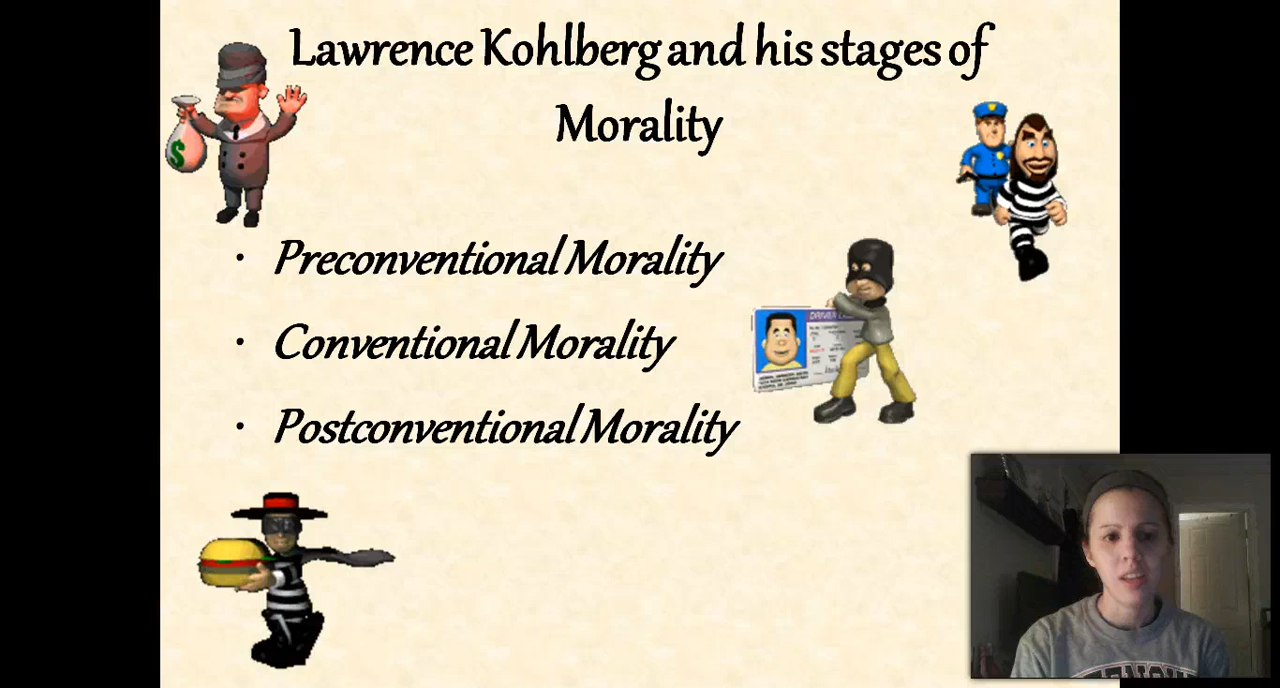 Lawrence Kohlberg and his stages of
Morality
• Preconventional Morality
• Conventional Morality
• Postconventional Morality
$